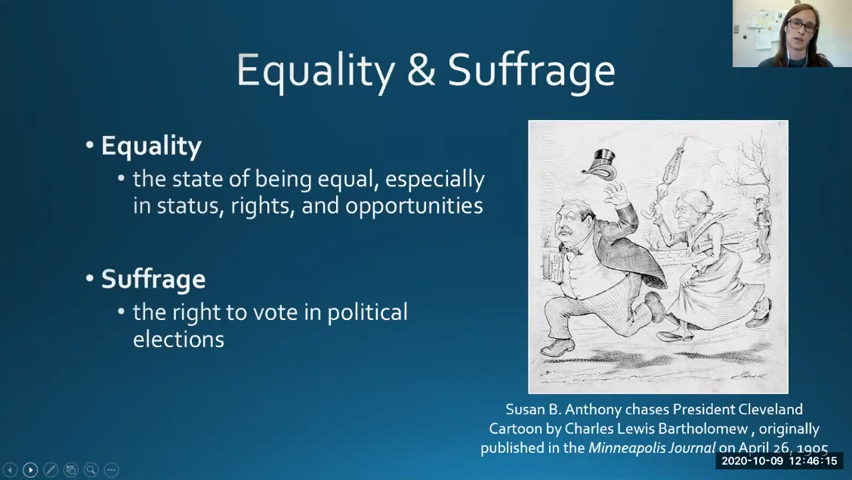 Equality & Suffrage
• Equality
• the state of being equal, especially
in status, rights, and opportunities
• Suffrage
• the right to vote in political
elections
Susan B. Anthony chases President Cleveland
Cartoon by Charles Lewis Bartholomew , originally
published in the Minneapolis Journal on April 26, 1905
2020-10-09 12:46:15